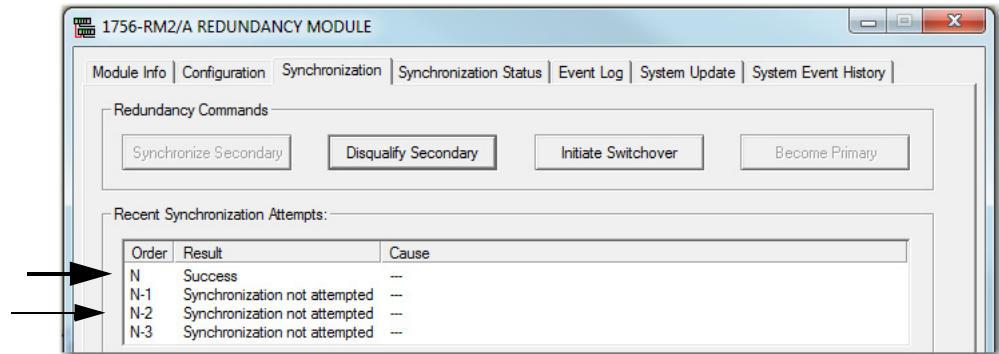 1756-RM2/A REDUNDANCY MODULE
Module Info Configuration Synchronization Synchronization Status Event Log System Update System Event History
Redundancy Commands
Synchronize Secondary Disqualify Secondary Initiate Switchover Become Primary
Recent Synchronization Attempts:
Order Result Cause
N Success ---
N-1 Synchronization not attempted ---
N-2 Synchronization not attempted ---
N-3 Synchronization not attempted ---